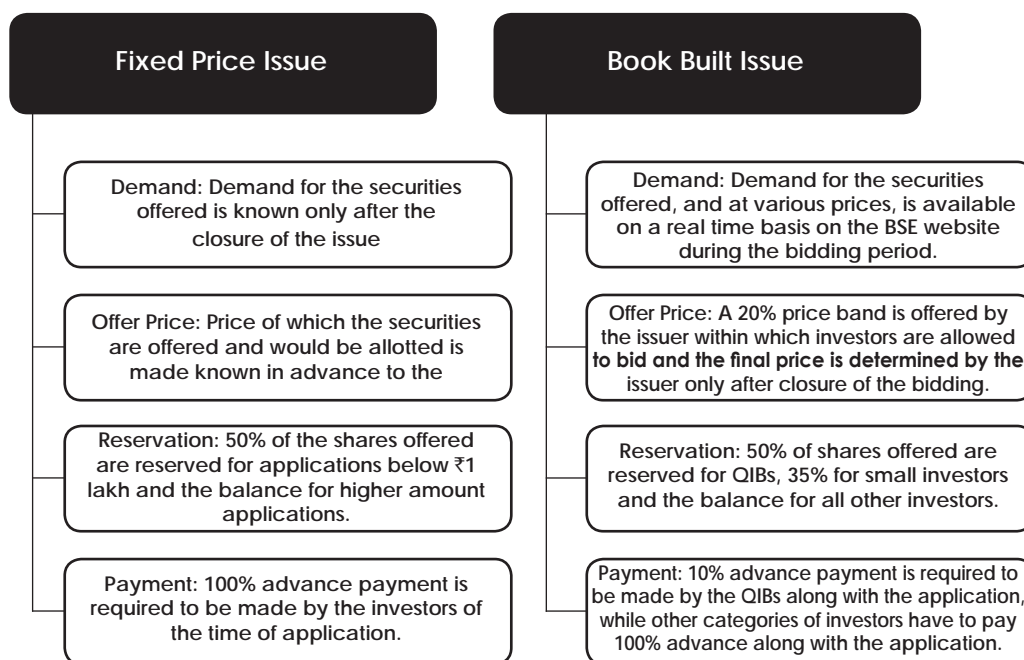 Fixed Price Issue
Demand: Demand for the securities
offered is known only after the
closure of the issue
Offer Price: Price of which the securities
are offered and would be allotted is
made known in advance to the
Reservation: 50% of the shares offered
are reserved for applications below ₹1
lakh and the balance for higher amount
applications.
Payment: 100% advance payment is
required to be made by the investors of
the time of application.
Book Built Issue
Demand: Demand for the securities
offered, and at various prices, is available
on a real time basis on the BSE website
during the bidding period.
Offer Price: A 20% price band is offered by
the issuer within which investors are allowed
to bid and the final price is determined by the
issuer only after closure of the bidding.
Reservation: 50% of shares offered are
reserved for QIBs, 35% for small investors
and the balance for all other investors.
Payment: 10% advance payment is required to
be made by the QIBs along with the application,
while other categories of investors have to pay
100% advance along with the application.